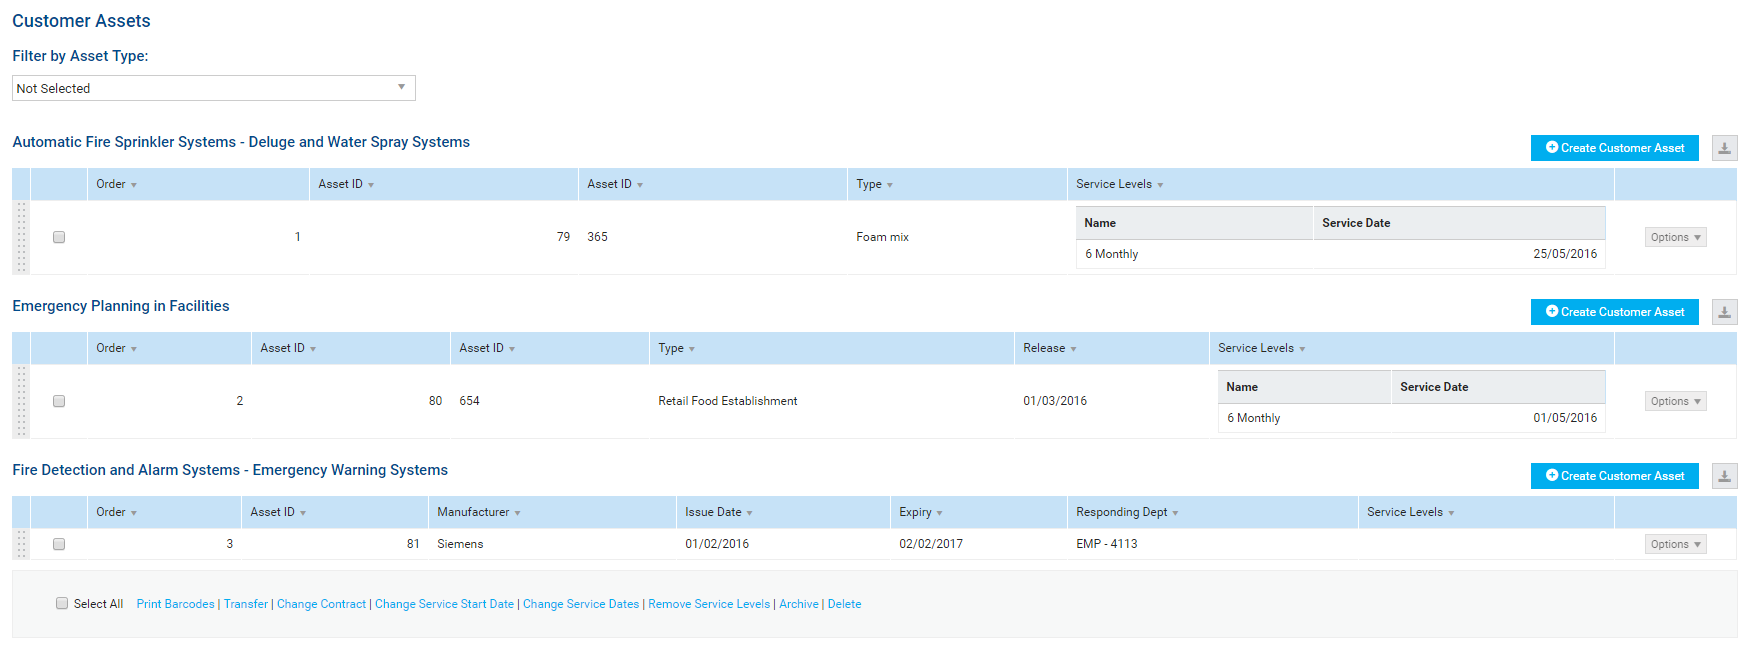 Customer Assets
Filter by Asset Type:
Not Selected
Automatic Fire Sprinkler Systems - Deluge and Water Spray Systems
Create Customer Asset
Order Asset ID Asset ID Type Service Levels
Name Service Date
1 79 365 Foam mix Options
6 Monthly 25/05/2016
Emergency Planning in Facilities
Create Customer Asset
Order Asset ID Asset ID Type Release Service Levels
Name Service Date
2 80 654 Retail Food Establishment 01/03/2016 Options
6 Monthly 01/05/2016
Fire Detection and Alarm Systems - Emergency Warning Systems
Create Customer Asset
Order Asset ID Manufacturer Issue Date Expiry Responding Dept Service Levels
3 81 Siemens 01/02/2016 02/02/2017 EMP - 4113 Options
Select All Print Barcodes | Transfer | Change Contract | Change Service Start Date | Change Service Dates | Remove Service Levels | Archive | Delete